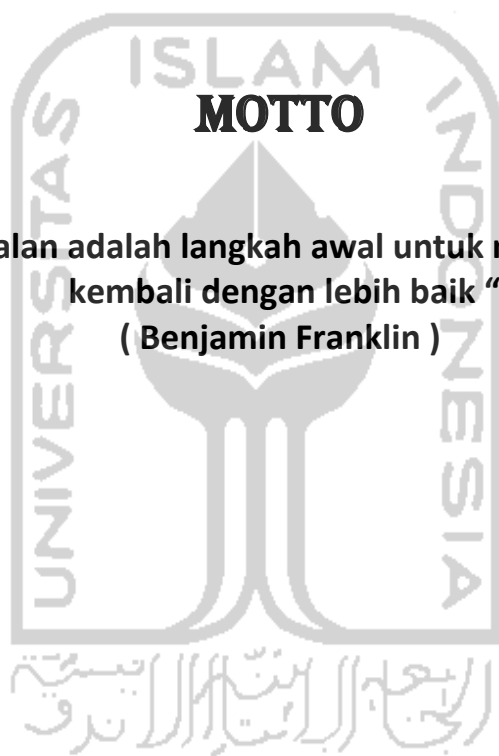 ISLAM
UNIVERSITAS
INDONESIA
MOTTO
alan adalah langkah awal untuk
kembali dengan lebih baik “
( Benjamin Franklin )